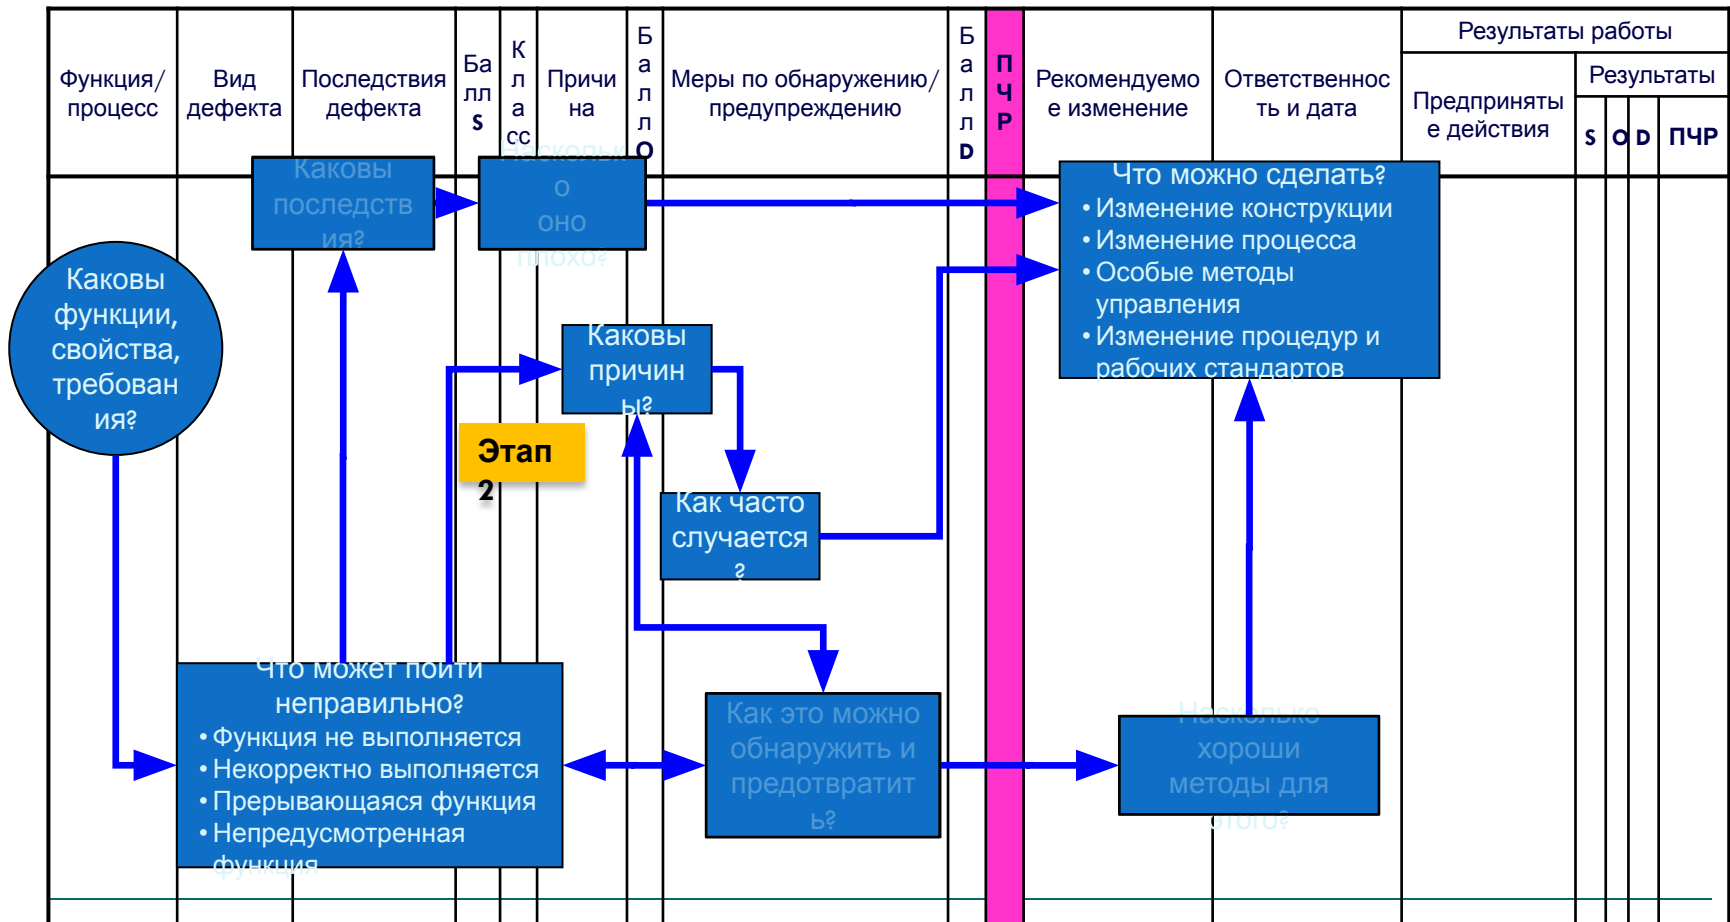 Функция/
процесс
Вид
дефекта
Последствия
дефекта
Ба
лл
S
К
л
а
сс
Причи
на
Б
а
л
л
О
Меры по обнаружению/
предупреждению
Б
а
л
л
D
П
Ч
Р
Рекомендуемо
е изменение
Ответственнос
ть и дата
Результаты работы
Предприняты
е действия
Результаты
S
O
D
ПЧР
Каковы
последств
ия?
Наскольк
о
оно
плохо?
Что можно сделать?
• Изменение конструкции
• Изменение процесса
• Особые методы
управления
• Изменение процедур и
рабочих стандартов
Каковы
функции,
свойства,
требован
ия?
Каковы
причин
ы?
Этап
2
Как часто
случается
?
Что может пойти
неправильно?
• Функция не выполняется
• Некорректно выполняется
• Прерывающаяся функция
• Непредусмотренная
функция
Как это можно
обнаружить и
предотвратит
ь?
Насколько
хороши
методы для
этого?